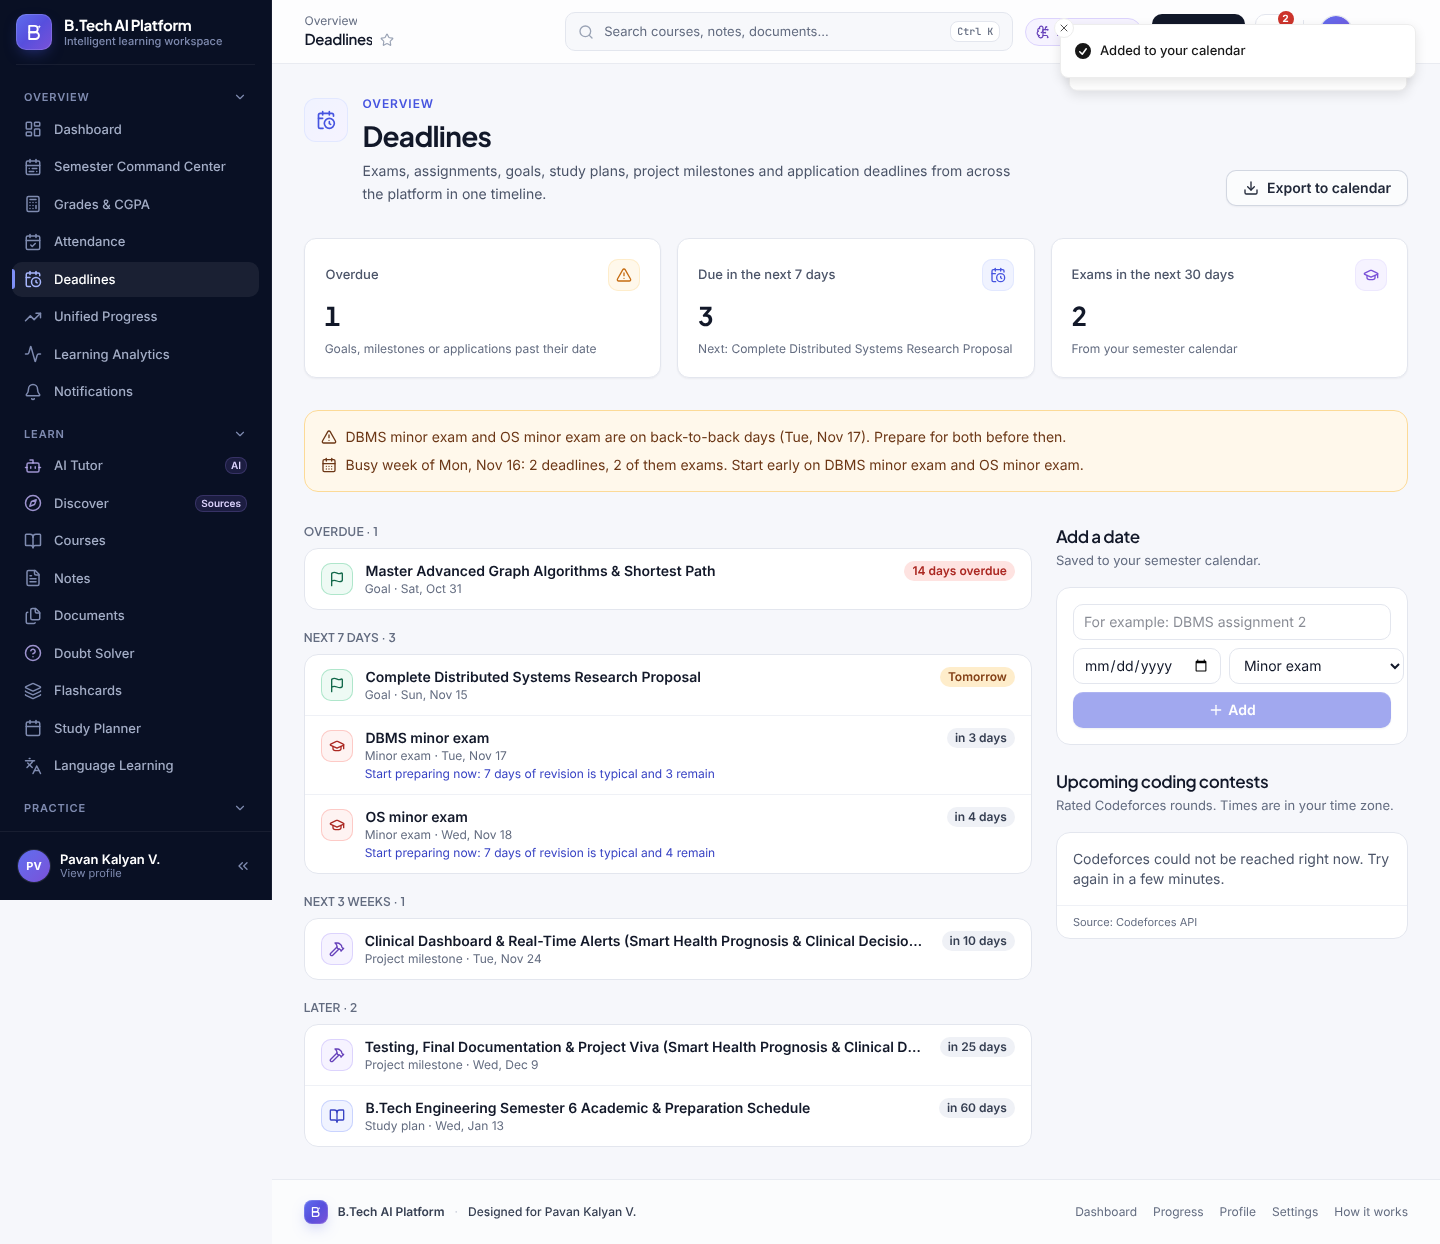 B.Tech AI Platform
Intelligent learning workspace
OVERVIEW
Dashboard
Semester Command Center
Grades & CGPA
Attendance
Deadlines
Unified Progress
Learning Analytics
Notifications
LEARN
AI Tutor
AI
Discover
Sources
Courses
Notes
Documents
Doubt Solver
Flashcards
Study Planner
Language Learning
PRACTICE
PV
Pavan Kalyan V.
View profile
Overview
Deadlines
Search courses, notes, documents...
Ctrl K
2
Added to your calendar
OVERVIEW
Deadlines
Exams, assignments, goals, study plans, project milestones and application deadlines from across
the platform in one timeline.
Export to calendar
Overdue
1
Goals, milestones or applications past their date
Due in the next 7 days
3
Next: Complete Distributed Systems Research Proposal
Exams in the next 30 days
2
From your semester calendar
DBMS minor exam and OS minor exam are on back-to-back days (Tue, Nov 17). Prepare for both before then.
Busy week of Mon, Nov 16: 2 deadlines, 2 of them exams. Start early on DBMS minor exam and OS minor exam.
OVERDUE · 1
Master Advanced Graph Algorithms & Shortest Path
14 days overdue
Goal · Sat, Oct 31
NEXT 7 DAYS · 3
Complete Distributed Systems Research Proposal
Tomorrow
Goal · Sun, Nov 15
DBMS minor exam
in 3 days
Minor exam · Tue, Nov 17
Start preparing now: 7 days of revision is typical and 3 remain
OS minor exam
in 4 days
Minor exam · Wed, Nov 18
Start preparing now: 7 days of revision is typical and 4 remain
NEXT 3 WEEKS · 1
Clinical Dashboard & Real-Time Alerts (Smart Health Prognosis & Clinical Decisio...
in 10 days
Project milestone · Tue, Nov 24
LATER · 2
Testing, Final Documentation & Project Viva (Smart Health Prognosis & Clinical D...
in 25 days
Project milestone · Wed, Dec 9
B.Tech Engineering Semester 6 Academic & Preparation Schedule
in 60 days
Study plan · Wed, Jan 13
Add a date
Saved to your semester calendar.
For example: DBMS assignment 2
mm/dd/yyyy
Minor exam
Add
Upcoming coding contests
Rated Codeforces rounds. Times are in your time zone.
Codeforces could not be reached right now. Try
again in a few minutes.
Source: Codeforces API
B.Tech AI Platform · Designed for Pavan Kalyan V.
Dashboard Progress Profile Settings How it works